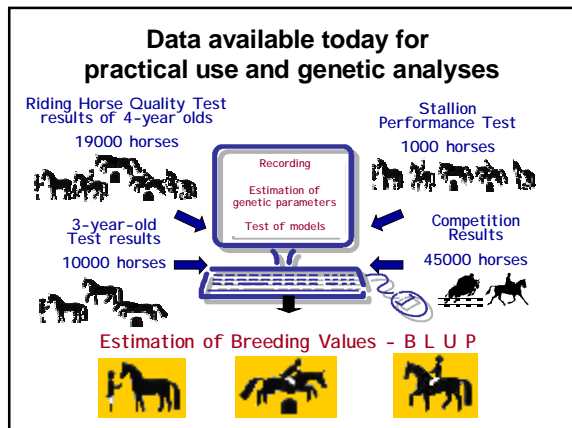 Data available today for
practical use and genetic analyses
Riding Horse Quality Test
results of 4-year olds
19000 horses
Stallion
Performance Test
1000 horses
Recording
Estimation of
genetic parameters
Test of models
3-year-old
Test results
10000 horses
Competition
Results
45000 horses
Estimation of Breeding Values - B L U P